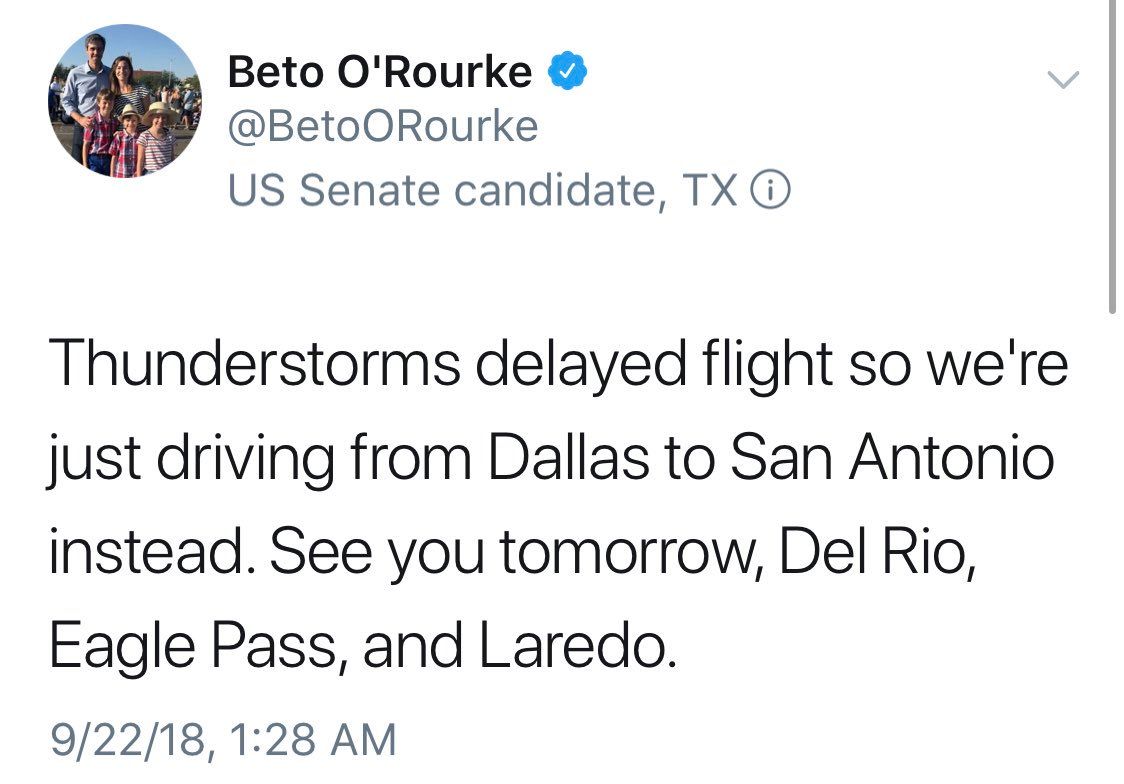 Beto O'Rourke
@BetoORourke
US Senate candidate, TX
Thunderstorms delayed flight so we're
just driving from Dallas to San Antonio
instead. See you tomorrow, Del Rio,
Eagle Pass, and Laredo.
9/22/18, 1:28 AM